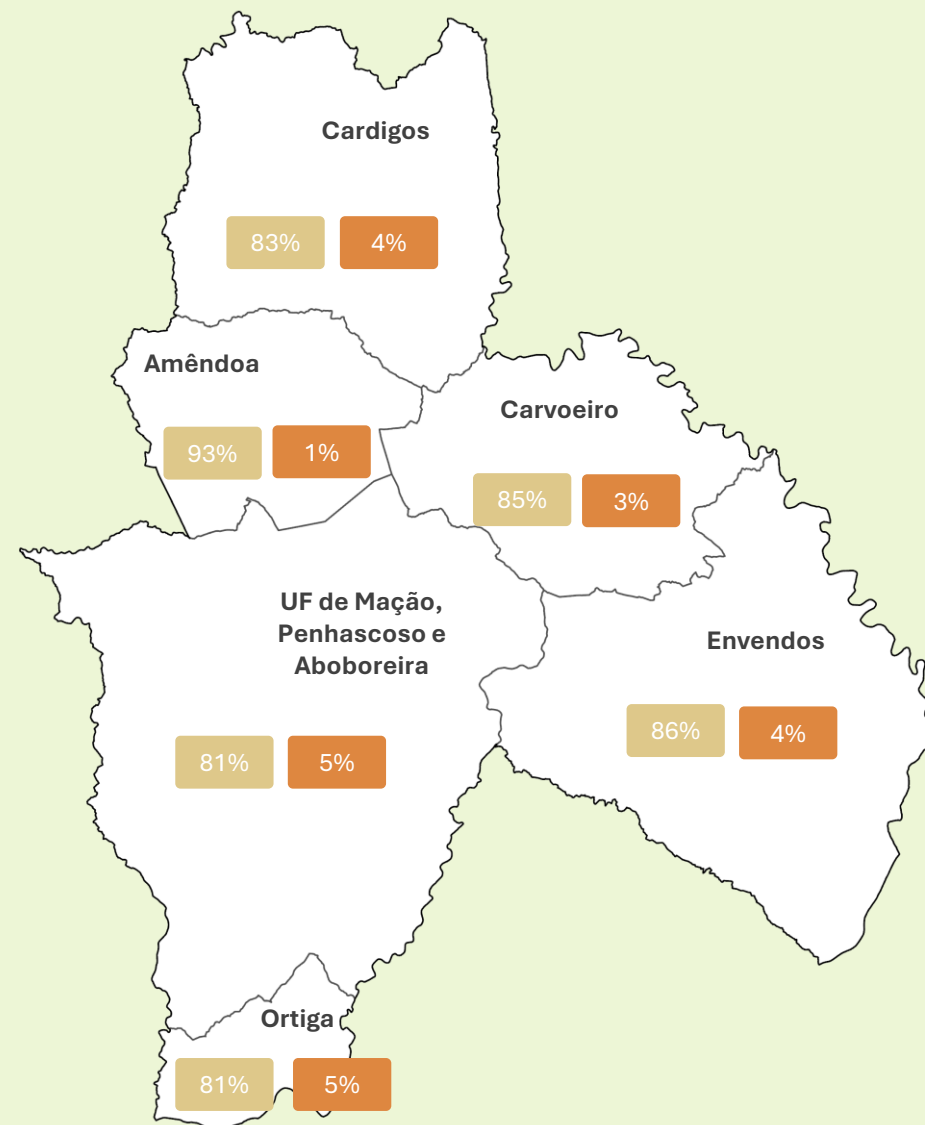 Cardigos
83%
4%
Amêndoa
93%
1%
Carvoeiro
85%
3%
UF de Mação,
Penhascoso e
Aboboreira
81%
5%
Envendos
86%
4%
Ortiga
81%
5%